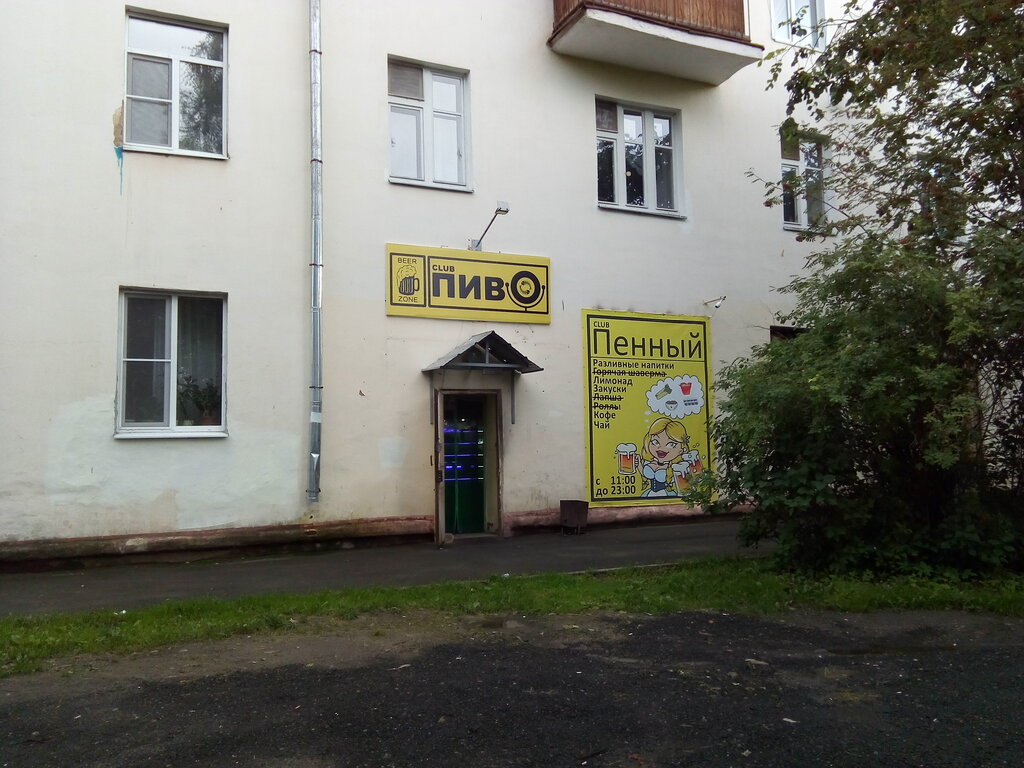 BEER
ZONE
CLUB
ПИВО
CLUB
Пенный
Разливные напитки
Горячая шаверма
Лимонад
Закуски
Лапша
Роллы
Кофе
Чай
с 11:00
до 23:00